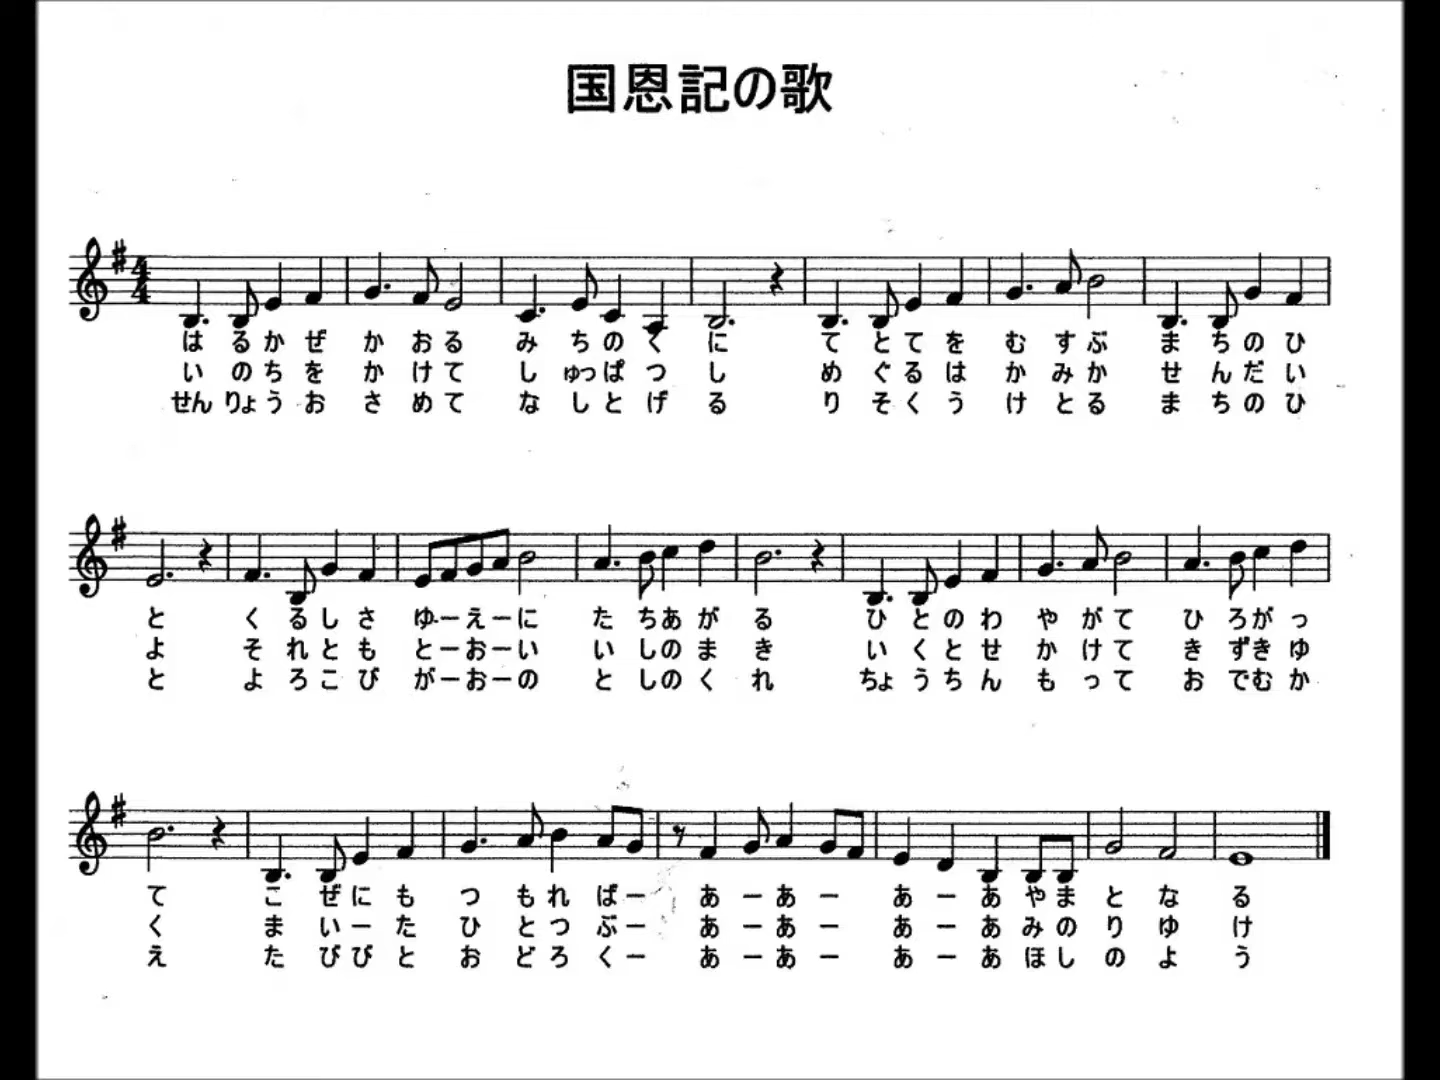 国恩記の歌
4
4
はるかぜ かおる みちのく に てとてを むすぶ まちのひ
いのちを かけて しゅっぱつ し めぐるは かみか せんだい
せんりょうお さめて なしとげ る りそくう けとる まちのひ
と くるしさ ゆーえーに たちあが る ひとのわ やがて ひろがっ
よ それとも とーおーい いしのま き いくとせ かけて きずきゆ
と よろこび がーおーの としのく れ ちょうちん もって おでむか
て こぜにも つもれば一 あーあー あーあやま とな る
く まいーた ひとつぶー あーあー あーあみの りゆ け
え たびびと おどろくー あーあー あーあほし のよ う